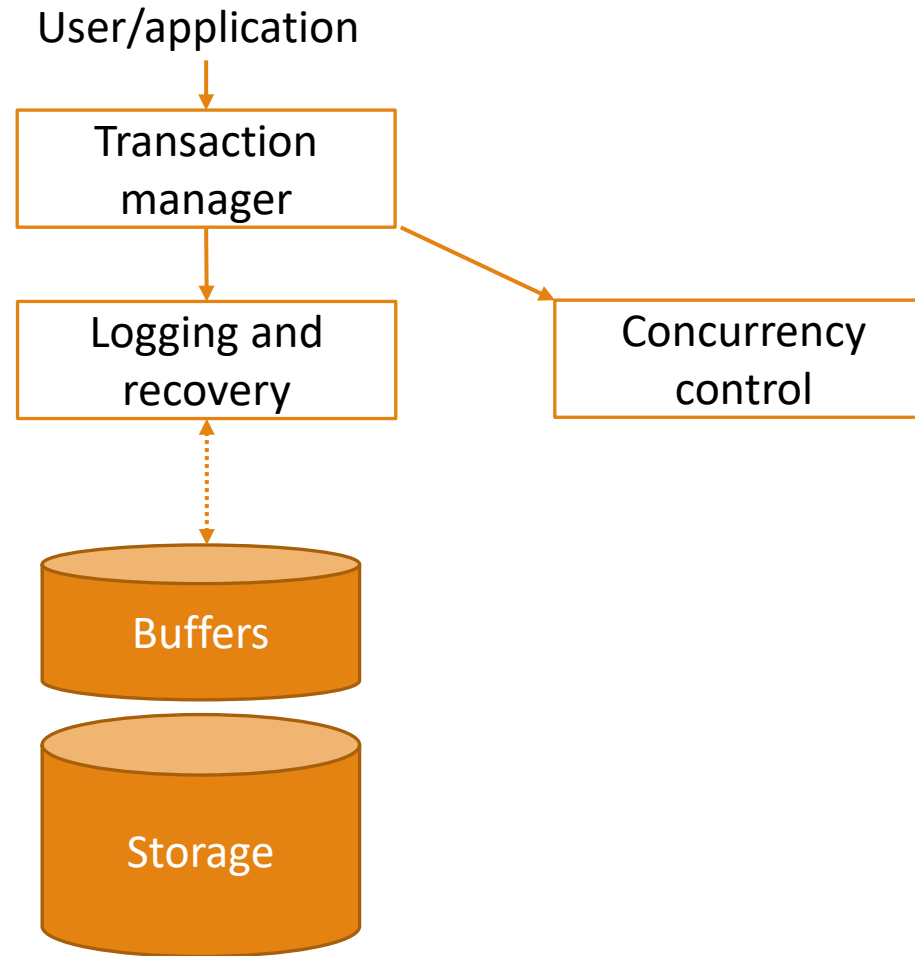 User/application
Transaction
manager
Logging and
recovery
Concurrency
control
Buffers
Storage